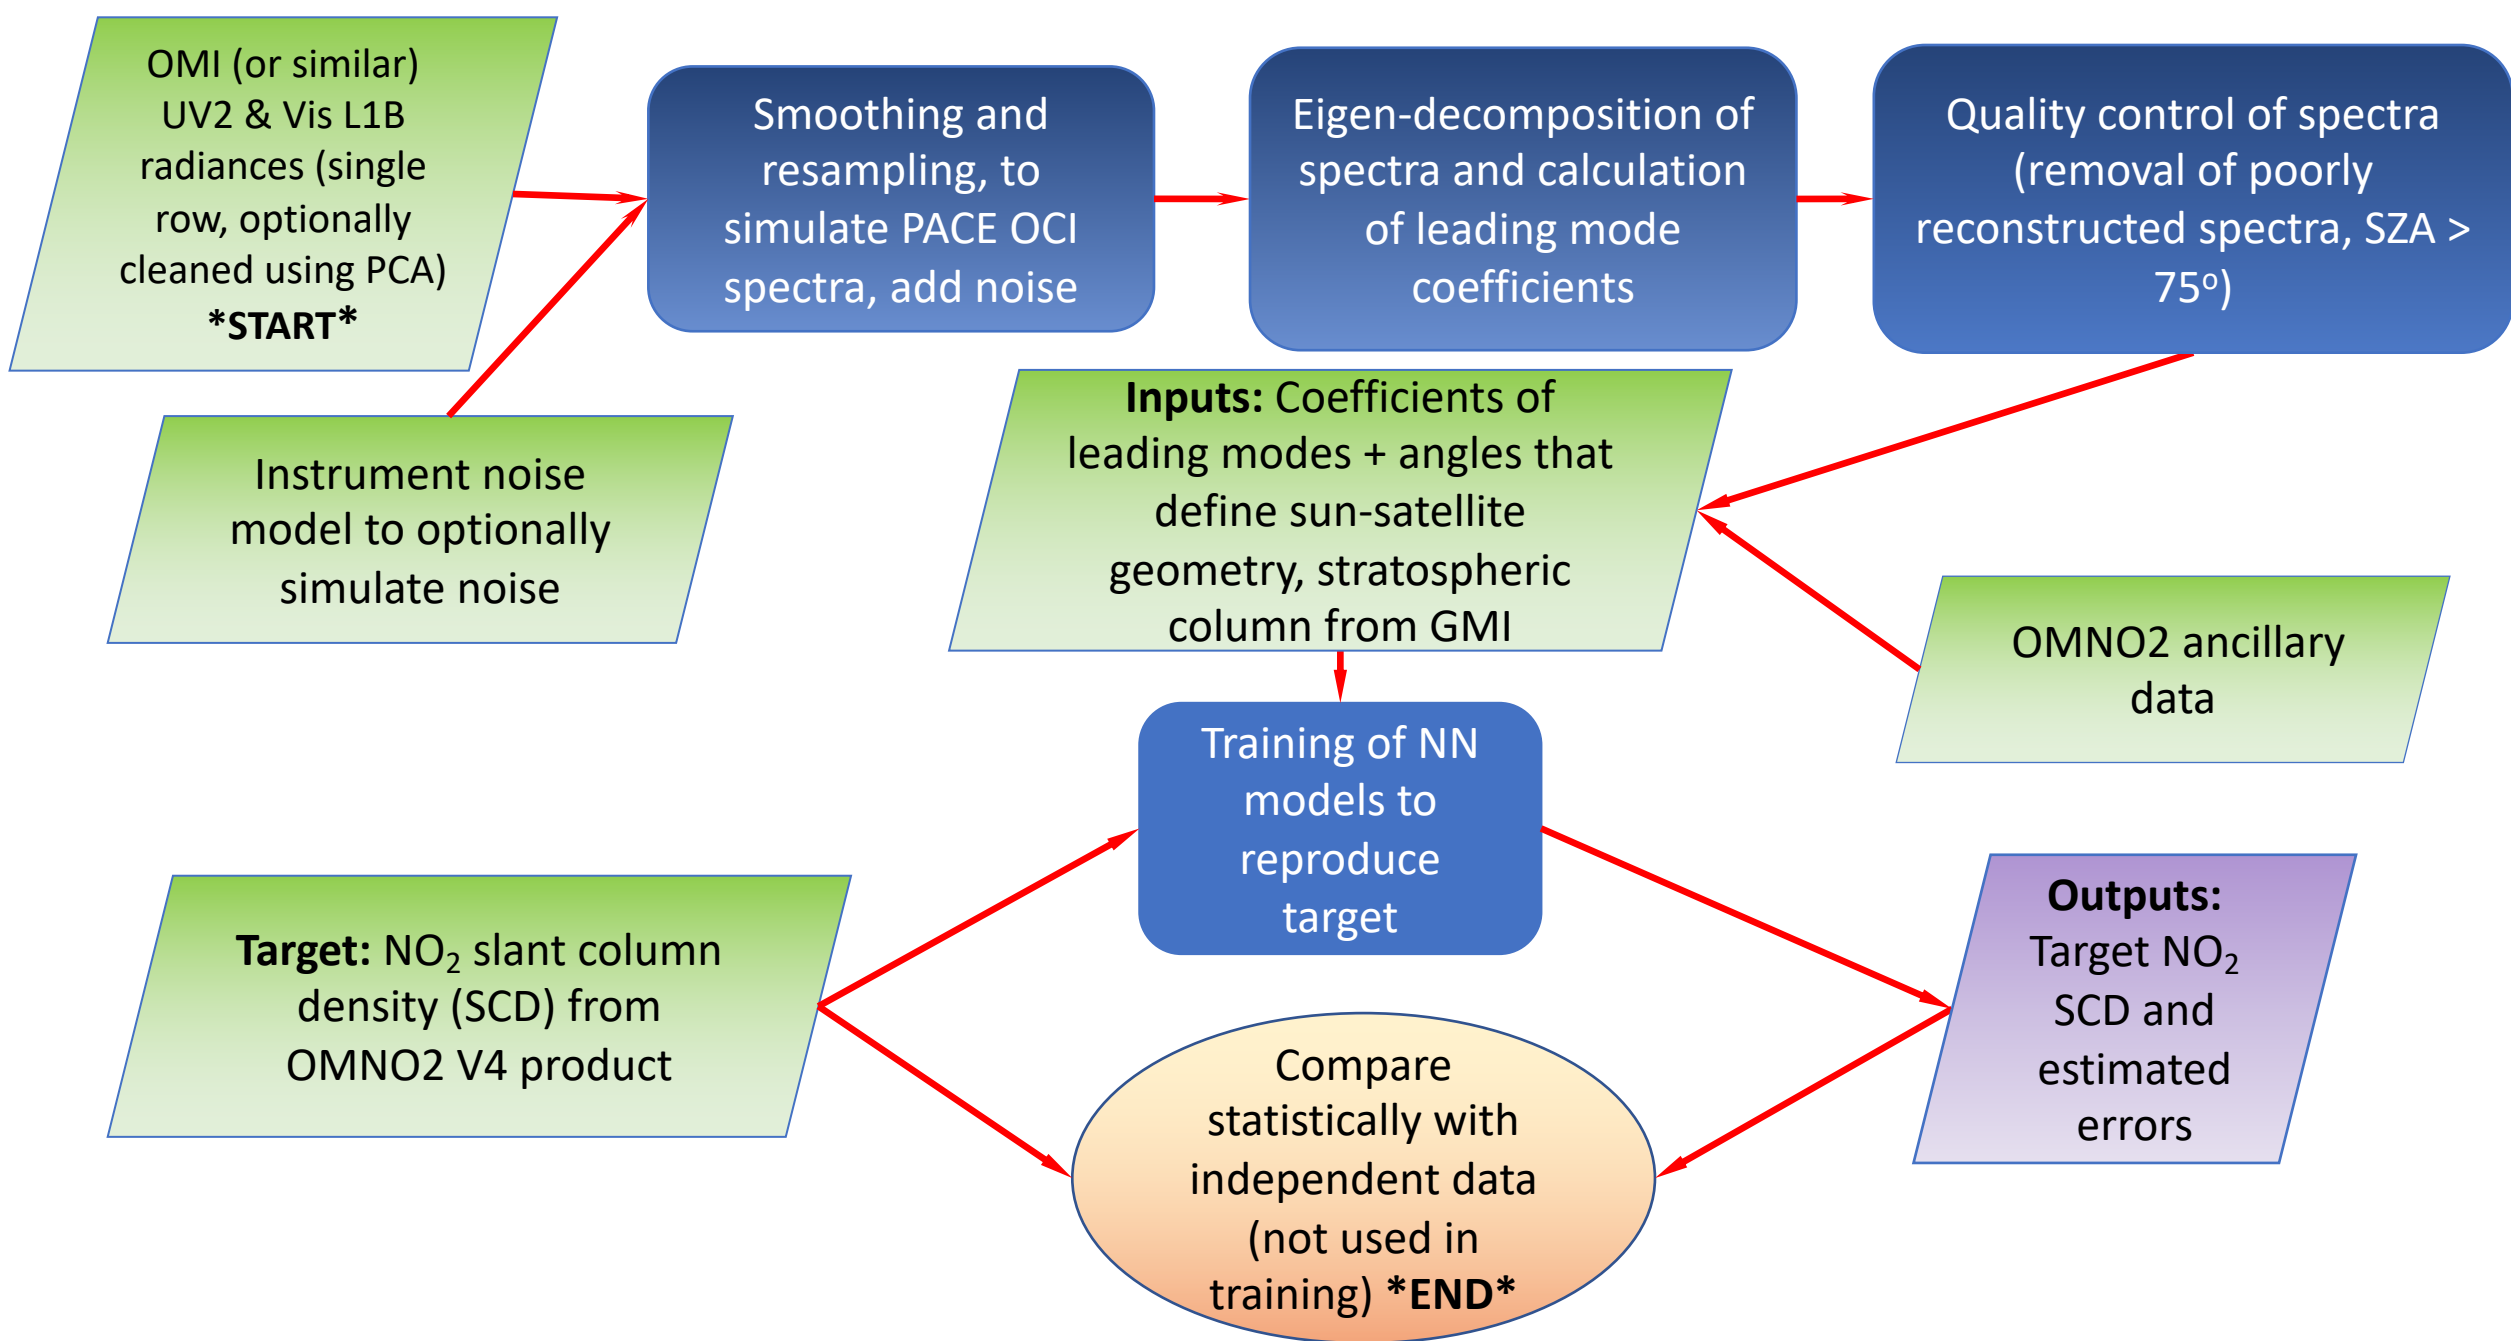 OMI (or similar)
UV2 & Vis L1B
radiances (single
row, optionally
cleaned using PCA)
*START*
Smoothing and
resampling, to
simulate PACE OCI
spectra, add noise
Eigen-decomposition of
spectra and calculation
of leading mode
coefficients
Quality control of spectra
(removal of poorly
reconstructed spectra, SZA >
75º)
Instrument noise
model to optionally
simulate noise
Inputs: Coefficients of
leading modes + angles that
define sun-satellite
geometry, stratospheric
column from GMI
OMNO2 ancillary
data
Training of NN
models to
reproduce
target
Target: NO₂ slant column
density (SCD) from
OMNO2 V4 product
Outputs:
Target NO₂
SCD and
estimated
errors
Compare
statistically with
independent data
(not used in
training) *END*